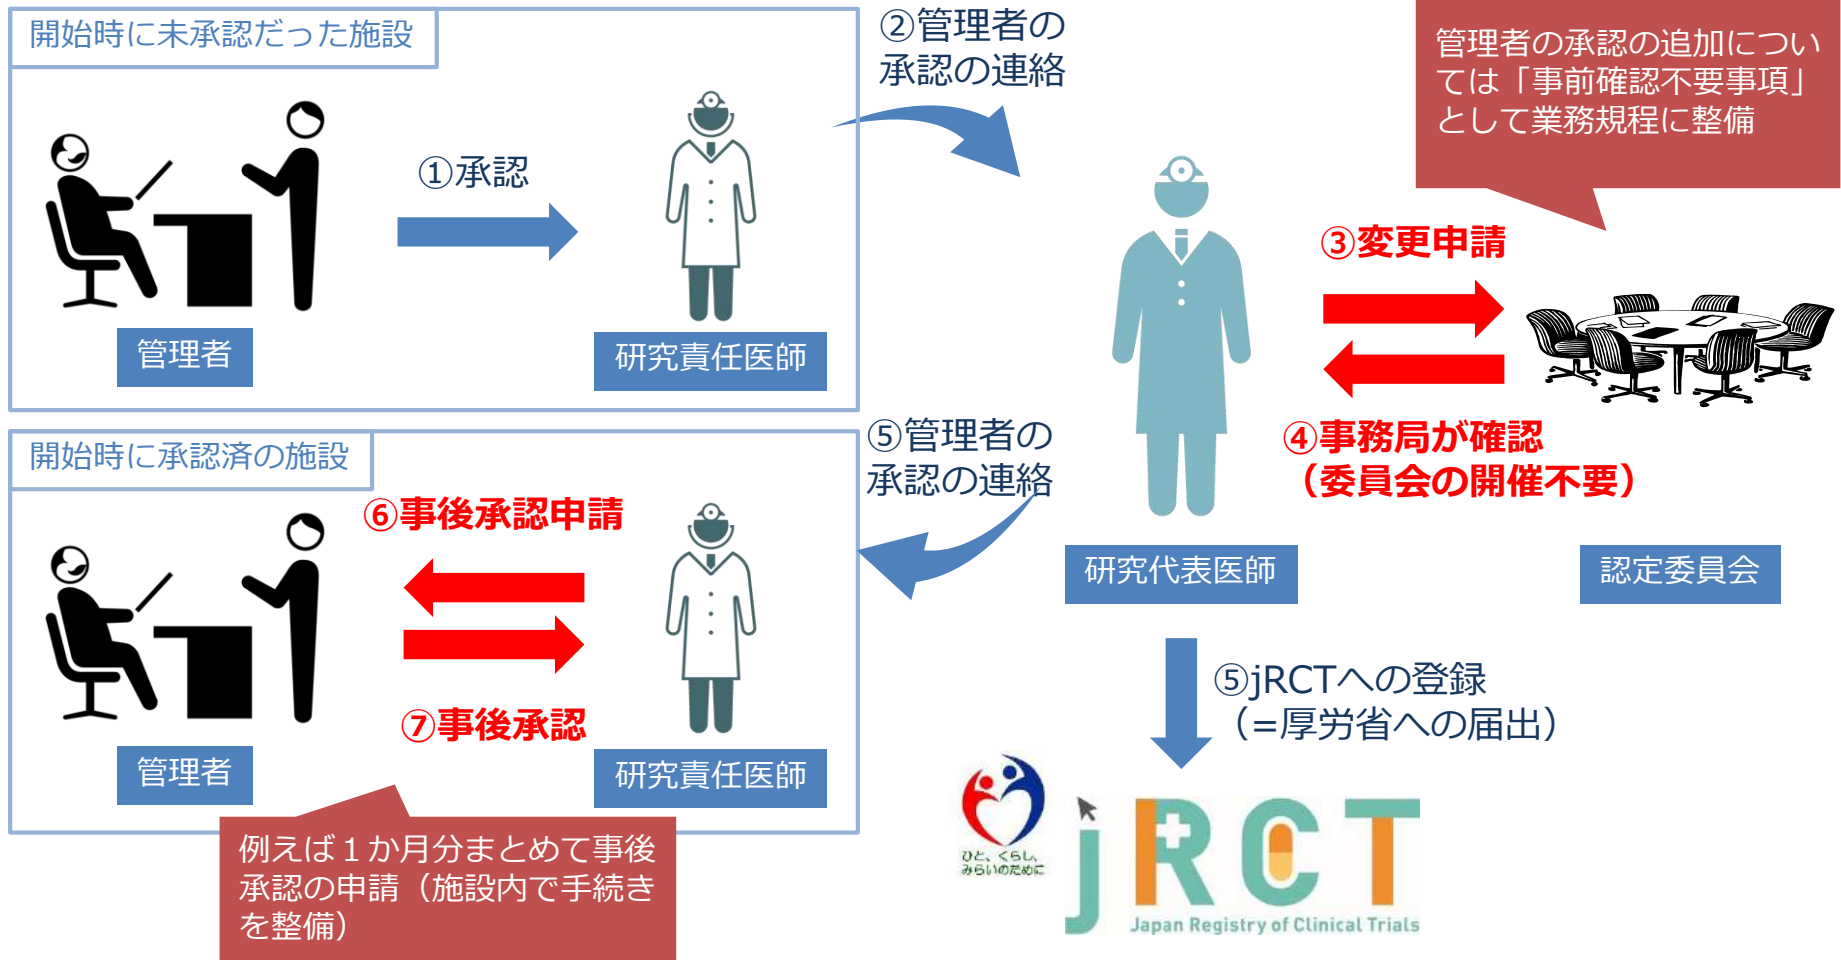 開始時に未承認だった施設
①承認
管理者
研究責任医師
②管理者の
承認の連絡
管理者の承認の追加につい
ては「事前確認不要事項」
として業務規程に整備
③変更申請
④事務局が確認
（委員会の開催不要）
研究代表医師
認定委員会
⑤管理者の
承認の連絡
開始時に承認済の施設
⑥事後承認申請
⑦事後承認
管理者
研究責任医師
例えば１か月分まとめて事後
承認の申請（施設内で手続き
を整備）
⑤jRCTへの登録
（=厚労省への届出）
ひと、くらし、
みらいのために
jRCT
Japan Registry of Clinical Trials